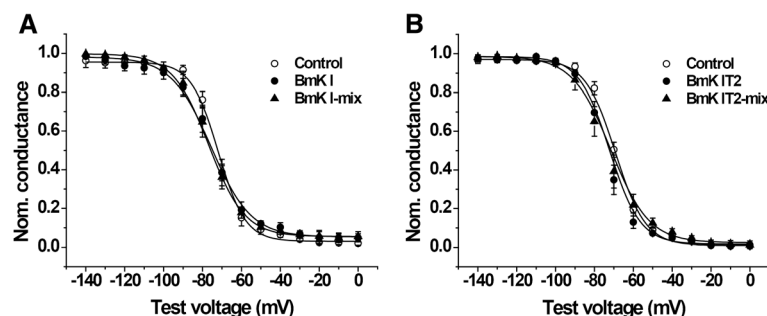 A
Nom. conductance
1.0
0.8
0.6
0.4
0.2
0.0
Control
BmK I
BmK I-mix
-140 -120 -100 -80 -60 -40 -20 0
Test voltage (mV)
B
Nom. conductance
1.0
0.8
0.6
0.4
0.2
0.0
Control
BmK IT2
BmK IT2-mix
-140 -120 -100 -80 -60 -40 -20 0
Test voltage (mV)